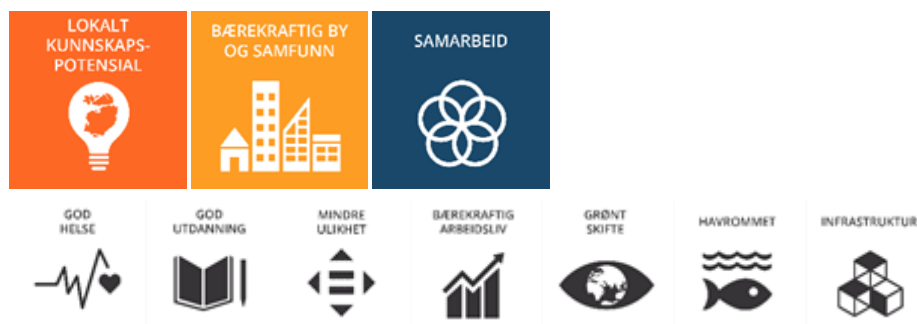 LOKALT
KUNNSKAPS-
POTENSIAL
BÆREKRAFTIG BY
OG SAMFUNN
SAMARBEID
GOD
HELSE
GOD
UTDANNING
MINDRE
ULIKHET
BÆREKRAFTIG
ARBEIDSLIV
GRØNT
SKIFTE
HAVROMMET
INFRASTRUKTUR